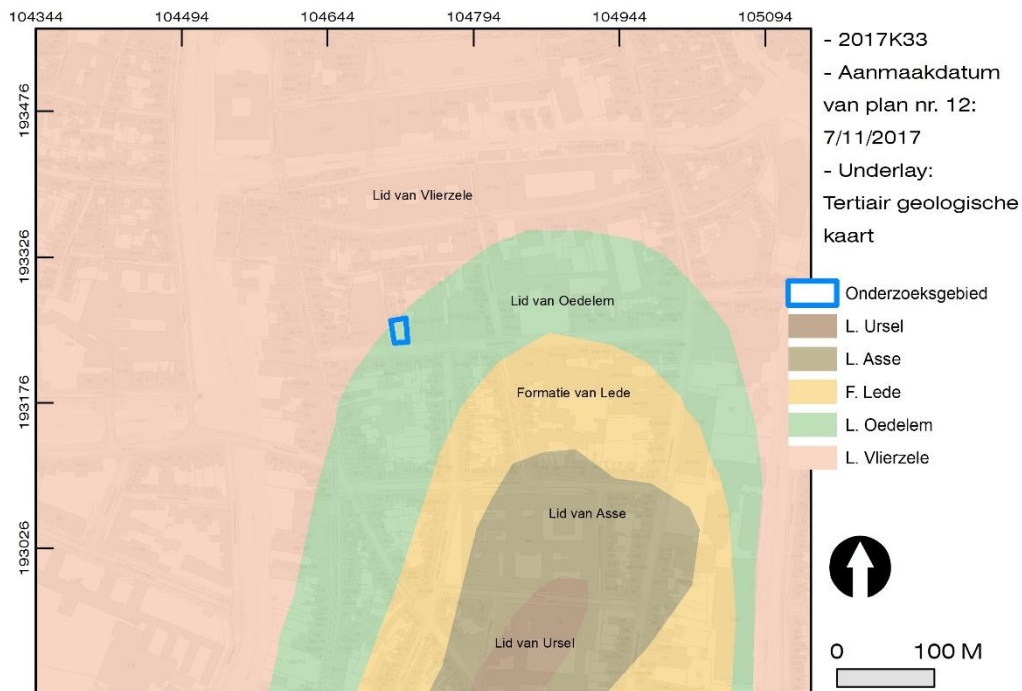 104344 104494 104644 104794 104944 105094
193476
193326
193176
193026
Lid van Vlierzele
Lid van Oedelem
Formatie van Lede
Lid van Asse
Lid van Ursel
- 2017K33
- Aanmaakdatum
van plan nr. 12:
7/11/2017
- Underlay:
Tertiair geologische
kaart
Onderzoeksgebied
L. Ursel
L. Asse
F. Lede
L. Oedelem
L. Vlierzele
0 100 M